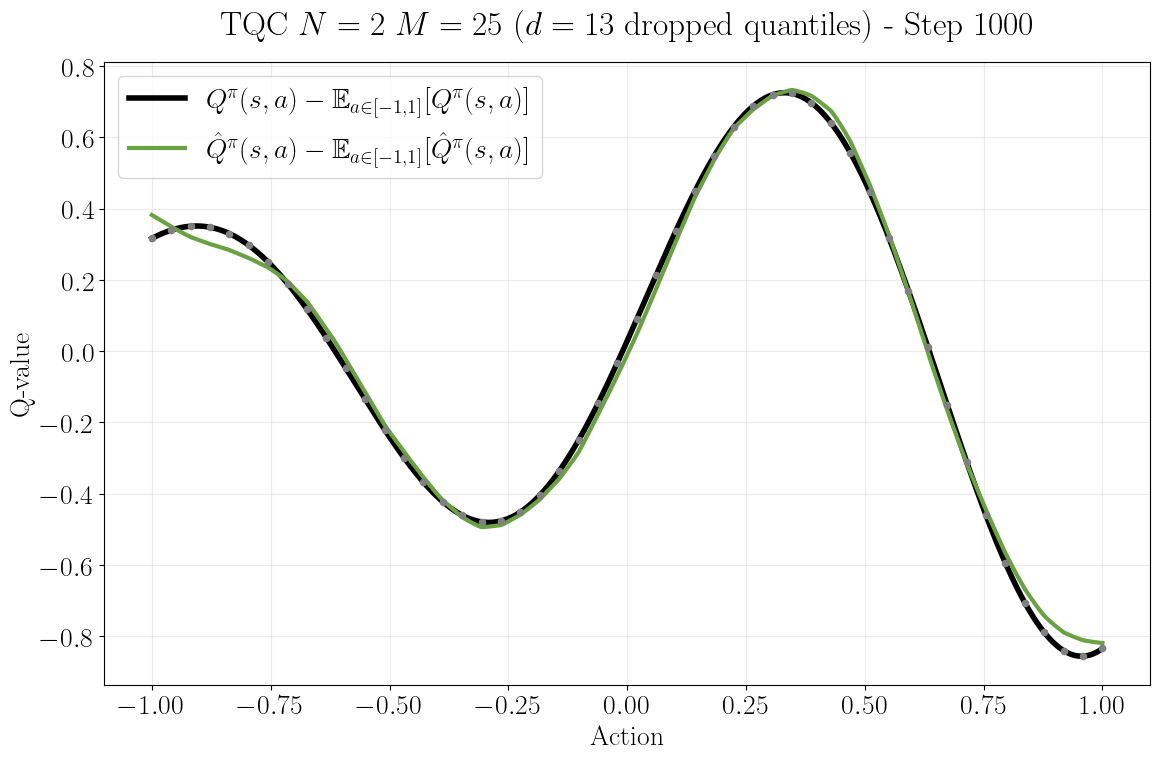 TQC N = 2 M = 25 (d = 13 dropped quantiles) - Step 1000
Q^π(s, a) − 𝔼_{a∈[−1,1]}[Q^π(s, a)]
Q̂^π(s, a) − 𝔼_{a∈[−1,1]}[Q̂^π(s, a)]
0.8
0.6
0.4
0.2
0.0
−0.2
−0.4
−0.6
−0.8
Q-value
−1.00 −0.75 −0.50 −0.25 0.00 0.25 0.50 0.75 1.00
Action